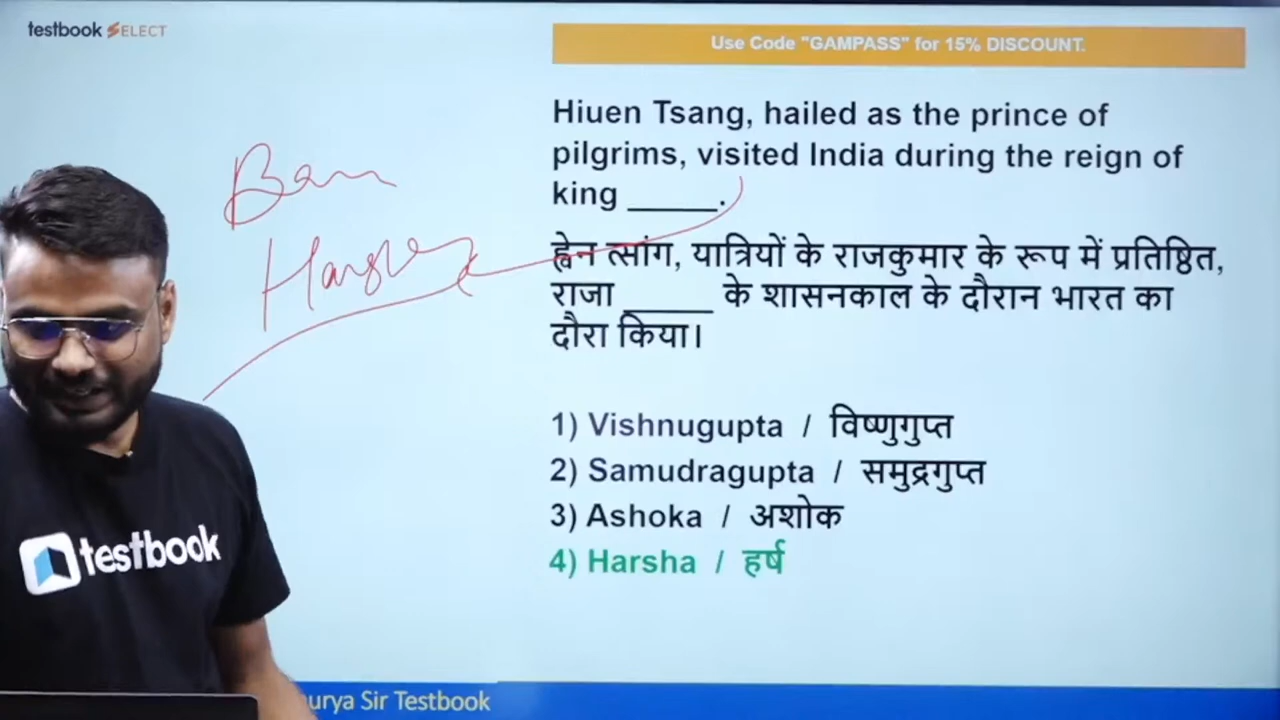 testbook SELECT
Use Code "GAMPASS" for 15% DISCOUNT.
Hiuen Tsang, hailed as the prince of
pilgrims, visited India during the reign of
king _____.
ह्वेन त्सांग, यात्रियों के राजकुमार के रूप में प्रतिष्ठित,
राजा _____ के शासनकाल के दौरान भारत का
दौरा किया।
1) Vishnugupta / विष्णुगुप्त
2) Samudragupta / समुद्रगुप्त
3) Ashoka / अशोक
4) Harsha / हर्ष
Ban
Harsha
testbook
urya Sir Testbook